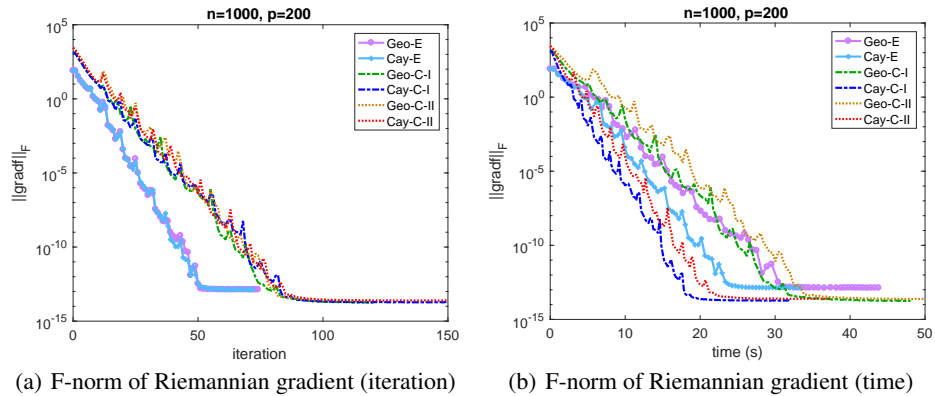 n=1000, p=200
10^5
10^0
10^-5
10^-10
10^-15
||gradf||_F
0
50
100
150
iteration
Geo-E
Cay-E
Geo-C-I
Cay-C-I
Geo-C-II
Cay-C-II
(a) F-norm of Riemannian gradient (iteration)
n=1000, p=200
10^5
10^0
10^-5
10^-10
10^-15
||gradf||_F
0
10
20
30
40
50
time (s)
Geo-E
Cay-E
Geo-C-I
Cay-C-I
Geo-C-II
Cay-C-II
(b) F-norm of Riemannian gradient (time)